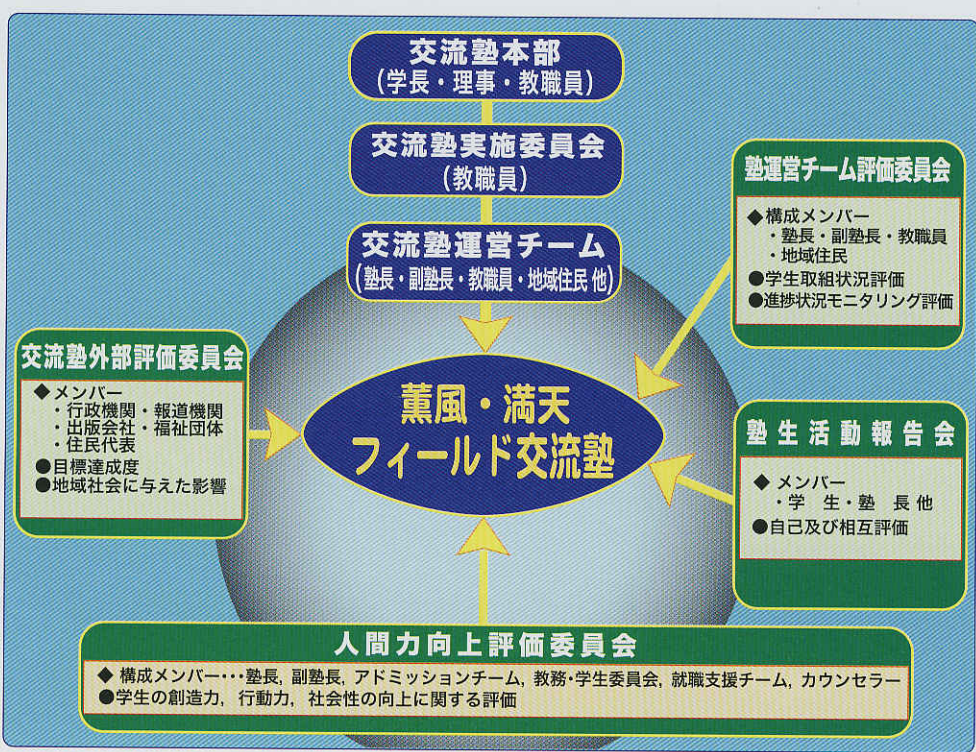 交流塾本部
(学長・理事・教職員)
交流塾実施委員会
(教職員)
交流塾運営チーム
(塾長・副塾長・教職員・地域住民 他)
塾運営チーム評価委員会
◆構成メンバー
・塾長・副塾長・教職員
・地域住民
●学生取組状況評価
●進捗状況モニタリング評価
交流塾外部評価委員会
◆メンバー
・行政機関・報道機関
・出版会社・福祉団体
・住民代表
●目標達成度
●地域社会に与えた影響
薫風・満天
フィールド交流塾
塾生活動報告会
◆メンバー
・学 生・塾 長 他
●自己及び相互評価
人間力向上評価委員会
◆ 構成メンバー･･･塾長, 副塾長, アドミッションチーム, 教務・学生委員会, 就職支援チーム, カウンセラー
●学生の創造力, 行動力, 社会性の向上に関する評価